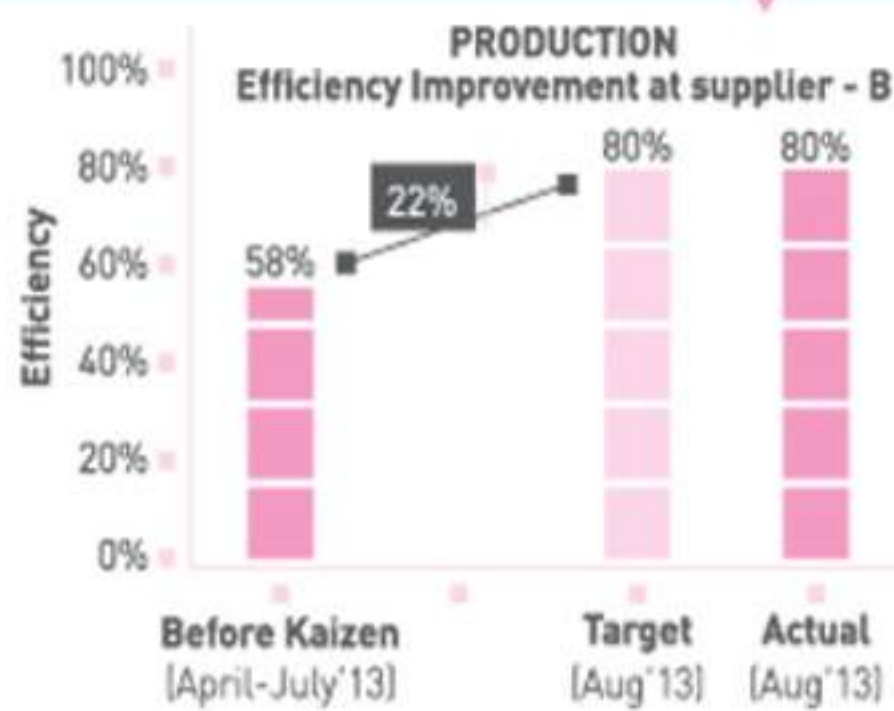 PRODUCTION
Efficiency Improvement at supplier - B
Efficiency
100%
80%
60%
40%
20%
0%
58%
22%
80%
80%
Before Kaizen
(April-July'13)
Target
(Aug'13)
Actual
(Aug'13)